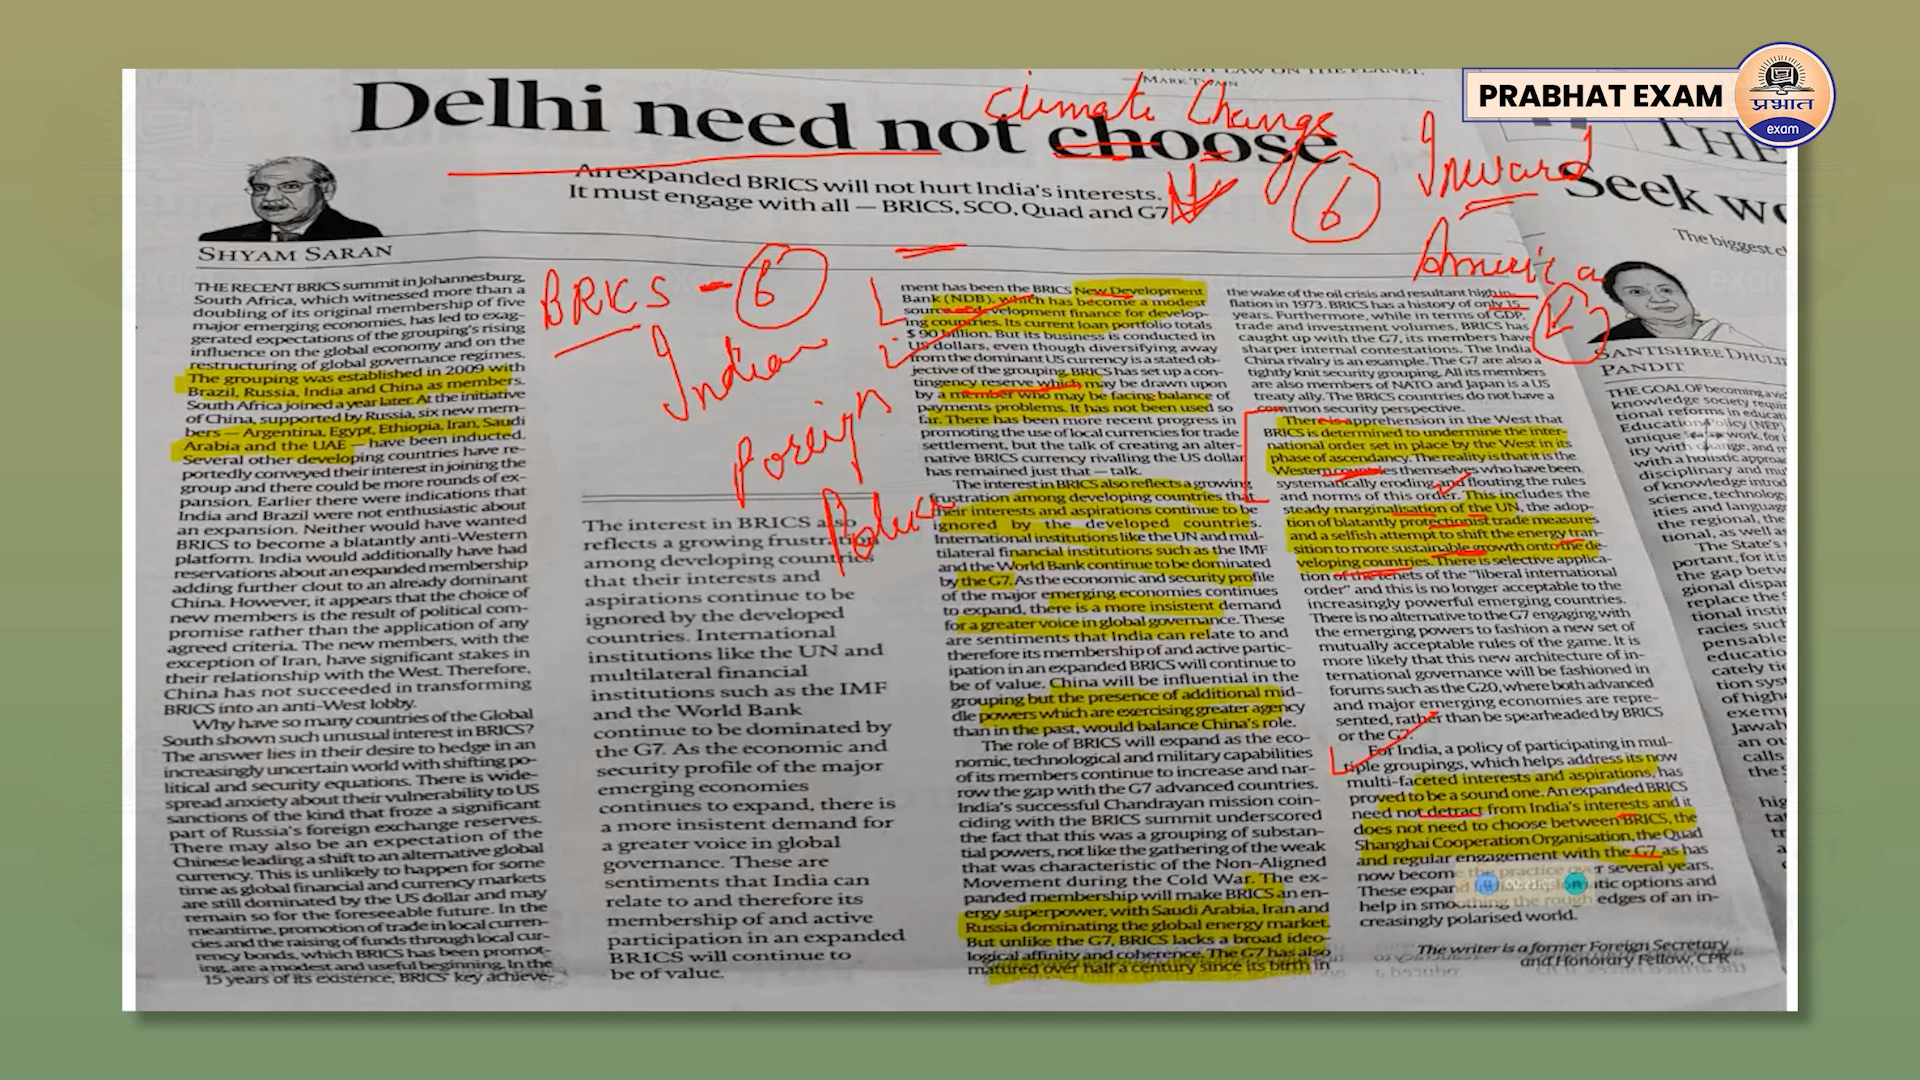 PRABHAT EXAM
प्रभात
exam
MARK TWAIN
Delhi need not choose
Climate Change
An expanded BRICS will not hurt India's interests.
It must engage with all — BRICS, SCO, Quad and G7
6
Inward
America
SHYAM SARAN
BRICS - 6
Indian
Foreign
THE RECENT BRICS summit in Johannesburg,
South Africa, which witnessed more than a
doubling of its original membership of five
major emerging economies, has led to exag-
gerated expectations of the grouping's rising
influence on the global economy and on the
restructuring of global governance regimes.
The grouping was established in 2009 with
Brazil, Russia, India and China as members.
South Africa joined a year later. At the initiative
of China, supported by Russia, six new mem-
bers — Argentina, Egypt, Ethiopia, Iran, Saudi
Arabia and the UAE — have been inducted.
Several other developing countries have re-
portedly conveyed their interest in joining the
group and there could be more rounds of ex-
pansion. Earlier there were indications that
India and Brazil were not enthusiastic about
an expansion. Neither would have wanted
BRICS to become a blatantly anti-Western
platform. India would additionally have had
reservations about an expanded membership
adding further clout to an already dominant
China. However, it appears that the choice of
new members is the result of political com-
promise rather than the application of any
agreed criteria. The new members, with the
exception of Iran, have significant stakes in
their relationship with the West. Therefore,
China has not succeeded in transforming
BRICS into an anti-West lobby.
Why have so many countries of the Global
South shown such unusual interest in BRICS?
The answer lies in their desire to hedge in an
increasingly uncertain world with shifting po-
litical and security equations. There is wide-
spread anxiety about their vulnerability to US
sanctions of the kind that froze a significant
part of Russia's foreign exchange reserves.
There may also be an expectation of the
Chinese leading a shift to an alternative global
currency. This is unlikely to happen for some
time as global financial and currency markets
are still dominated by the US dollar and may
remain so for the foreseeable future. In the
meantime, promotion of trade in local curren-
cies and the raising of funds through local cur-
rency bonds, which BRICS has been promot-
ing, are a modest and useful beginning. In the
15 years of its existence, BRICS' key achieve-
The interest in BRICS also
reflects a growing frustration
among developing countries
that their interests and
aspirations continue to be
ignored by the developed
countries. International
institutions like the UN and
multilateral financial
institutions such as the IMF
and the World Bank
continue to be dominated by
the G7. As the economic and
security profile of the major
emerging economies
continues to expand, there is
a more insistent demand for
a greater voice in global
governance. These are
sentiments that India can
relate to and therefore its
membership of and active
participation in an expanded
BRICS will continue to
be of value.
ment has been the BRICS New Development
Bank (NDB), which has become a modest
source of development finance for develop-
ing countries. Its current loan portfolio totals
$ 90 billion. But its business is conducted in
US dollars, even though diversifying away
from the dominant US currency is a stated ob-
jective of the grouping. BRICS has set up a con-
tingency reserve which may be drawn upon
by a member who may be facing balance of
payments problems. It has not been used so
far. There has been more recent progress in
promoting the use of local currencies for trade
settlement, but the talk of creating an alter-
native BRICS currency rivalling the US dollar
has remained just that — talk.
The interest in BRICS also reflects a growing
frustration among developing countries that
their interests and aspirations continue to be
ignored by the developed countries.
International institutions like the UN and mul-
tilateral financial institutions such as the IMF
and the World Bank continue to be dominated
by the G7. As the economic and security profile
of the major emerging economies continues
to expand, there is a more insistent demand
for a greater voice in global governance. These
are sentiments that India can relate to and
therefore its membership of and active partic-
ipation in an expanded BRICS will continue to
be of value. China will be influential in the
grouping but the presence of additional mid-
dle powers which are exercising greater agency
than in the past, would balance China's role.
The role of BRICS will expand as the eco-
nomic, technological and military capabilities
of its members continue to increase and nar-
row the gap with the G7 advanced countries.
India's successful Chandrayan mission coin-
ciding with the BRICS summit underscored
the fact that this was a grouping of substan-
tial powers, not like the gathering of the weak
that was characteristic of the Non-Aligned
Movement during the Cold War. The ex-
panded membership will make BRICS an en-
ergy superpower, with Saudi Arabia, Iran and
Russia dominating the global energy market.
But unlike the G7, BRICS lacks a broad ideo-
logical affinity and coherence. The G7 has also
matured over half a century since its birth in
the wake of the oil crisis and resultant high in-
flation in 1973. BRICS has a history of only 15
years. Furthermore, while in terms of GDP,
trade and investment volumes, BRICS has
caught up with the G7, its members have
sharper internal contestations. The India
China rivalry is an example. The G7 are also a
tightly knit security grouping. All its members
are also members of NATO and Japan is a US
treaty ally. The BRICS countries do not have a
common security perspective.
There is apprehension in the West that
BRICS is determined to undermine the inter-
national order set in place by the West in its
phase of ascendancy. The reality is that it is the
Western countries themselves who have been
systematically eroding and flouting the rules
and norms of this order. This includes the
steady marginalisation of the UN, the adop-
tion of blatantly protectionist trade measures
and a selfish attempt to shift the energy tran-
sition to more sustainable growth onto the de-
veloping countries. There is selective applica-
tion of the tenets of the "liberal international
order" and this is no longer acceptable to the
increasingly powerful emerging countries.
There is no alternative to the G7 engaging with
the emerging powers to fashion a new set of
mutually acceptable rules of the game. It is
more likely that this new architecture of in-
ternational governance will be fashioned in
forums such as the G20, where both advanced
and major emerging economies are repre-
sented, rather than be spearheaded by BRICS
or the G7.
For India, a policy of participating in mul-
tiple groupings, which helps address its now
multi-faceted interests and aspirations, has
proved to be a sound one. An expanded BRICS
need not detract from India's interests and it
does not need to choose between BRICS, the
Shanghai Cooperation Organisation, the Quad
and regular engagement with the G7 as has
now become the practice over several years.
These expand
help in smoothing the rough edges of an in-
creasingly polarised world.
The writer is a former Foreign Secretary
and Honorary Fellow, CPR
THE
Seek
The biggest
SANTISHREE DHULI
PANDIT
THE GOAL OF becoming
knowledge society